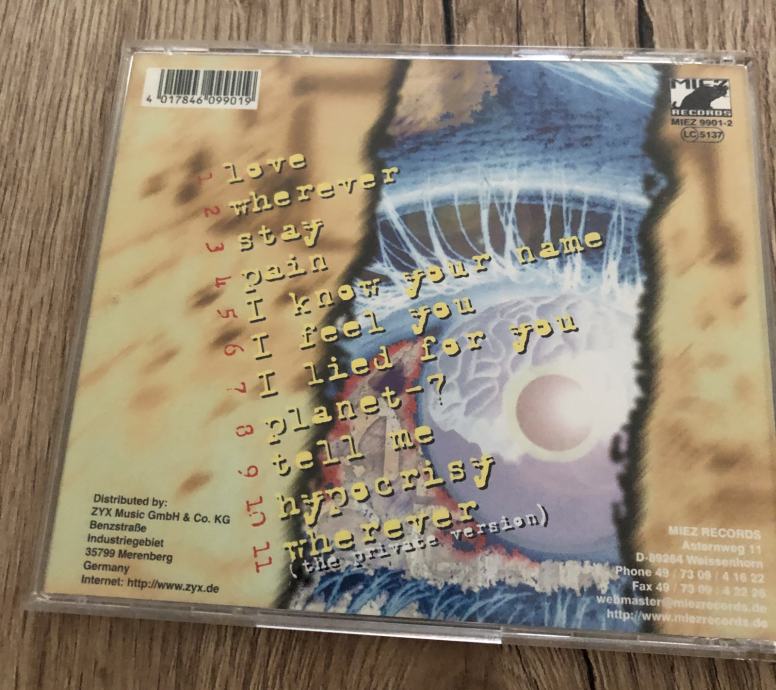 4 017846 099019
MIEZ
RECORDS
MIEZ 9901-2
LC 5137
1 love
2 wherever
3 stay
4 pain
5 I know your name
6 I feel you
7 I lied for you
8 planet-7
9 tell me
10 hypocrisy
11 wherever
(the private version)
Distributed by:
ZYX Music GmbH & Co. KG
Benzstraße
Industriegebiet
35799 Merenberg
Germany
Internet: http://www.zyx.de
MIEZ RECORDS
Asternweg 11
D-89264 Weissenhorn
Phone 49 / 73 09 / 4 16 22
Fax 49 / 73 09 / 4 22 26
webmaster@miezrecords.de
http://www.miezrecords.de